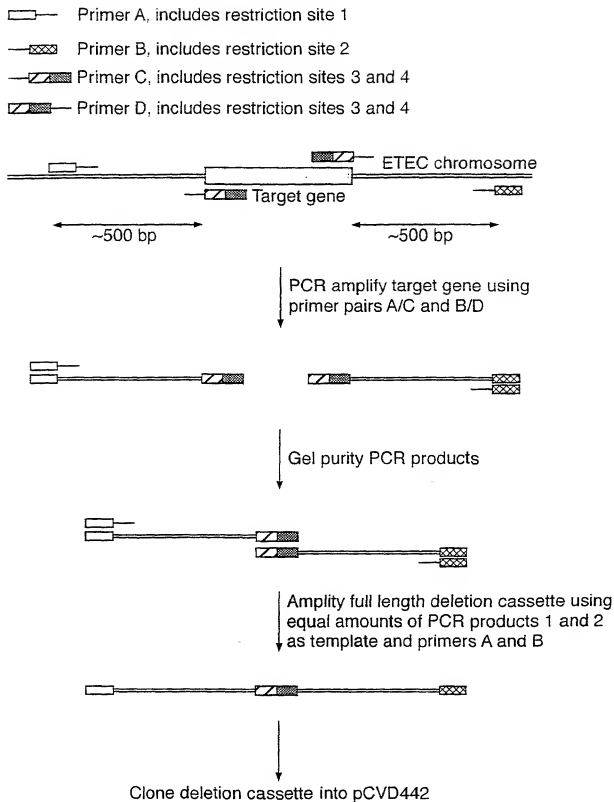 Primer A, includes restriction site 1
Primer B, includes restriction site 2
Primer C, includes restriction sites 3 and 4
Primer D, includes restriction sites 3 and 4
ETEC chromosome
Target gene
~500 bp
~500 bp
PCR amplify target gene using
primer pairs A/C and B/D
Gel purity PCR products
Amplity full length deletion cassette using
equal amounts of PCR products 1 and 2
as template and primers A and B
Clone deletion cassette into pCVD442